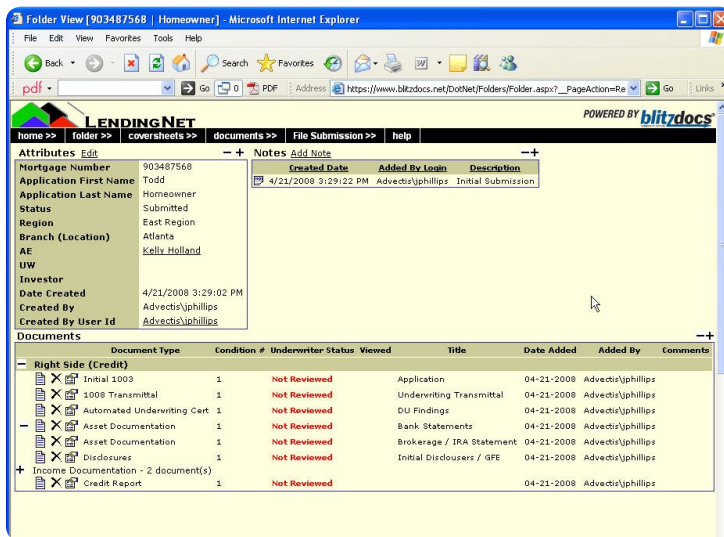 Folder View [903487568 | Homeowner] - Microsoft Internet Explorer
File Edit View Favorites Tools Help
Back Search Favorites
pdf Go 0 PDF Address https://www.blitzdocs.net/DotNet/Folders/Folder.aspx?__PageAction=Re Go Links
LENDINGNET POWERED BY blitzdocs
home >> folder >> coversheets >> documents >> File Submission >> help
Attributes Edit - + Notes Add Note - +
Created Date Added By Login Description
Mortgage Number 903487568 4/21/2008 3:29:22 PM Advectis\jphillips Initial Submission
Application First Name Todd
Application Last Name Homeowner
Status Submitted
Region East Region
Branch (Location) Atlanta
AE Kelly Holland
UW
Investor
Date Created 4/21/2008 3:29:02 PM
Created By Advectis\jphillips
Created By User Id Advectis\jphillips
Documents - +
Document Type Condition # Underwriter Status Viewed Title Date Added Added By Comments
- Right Side (Credit)
Initial 1003 1 Not Reviewed Application 04-21-2008 Advectis\jphillips
1008 Transmittal 1 Not Reviewed Underwriting Transmittal 04-21-2008 Advectis\jphillips
Automated Underwriting Cert 1 Not Reviewed DU Findings 04-21-2008 Advectis\jphillips
- Asset Documentation 1 Not Reviewed Bank Statements 04-21-2008 Advectis\jphillips
Asset Documentation 1 Not Reviewed Brokerage / IRA Statement 04-21-2008 Advectis\jphillips
Disclosures 1 Not Reviewed Initial Disclousers / GFE 04-21-2008 Advectis\jphillips
+ Income Documentation - 2 document(s)
Credit Report 1 Not Reviewed 04-21-2008 Advectis\jphillips